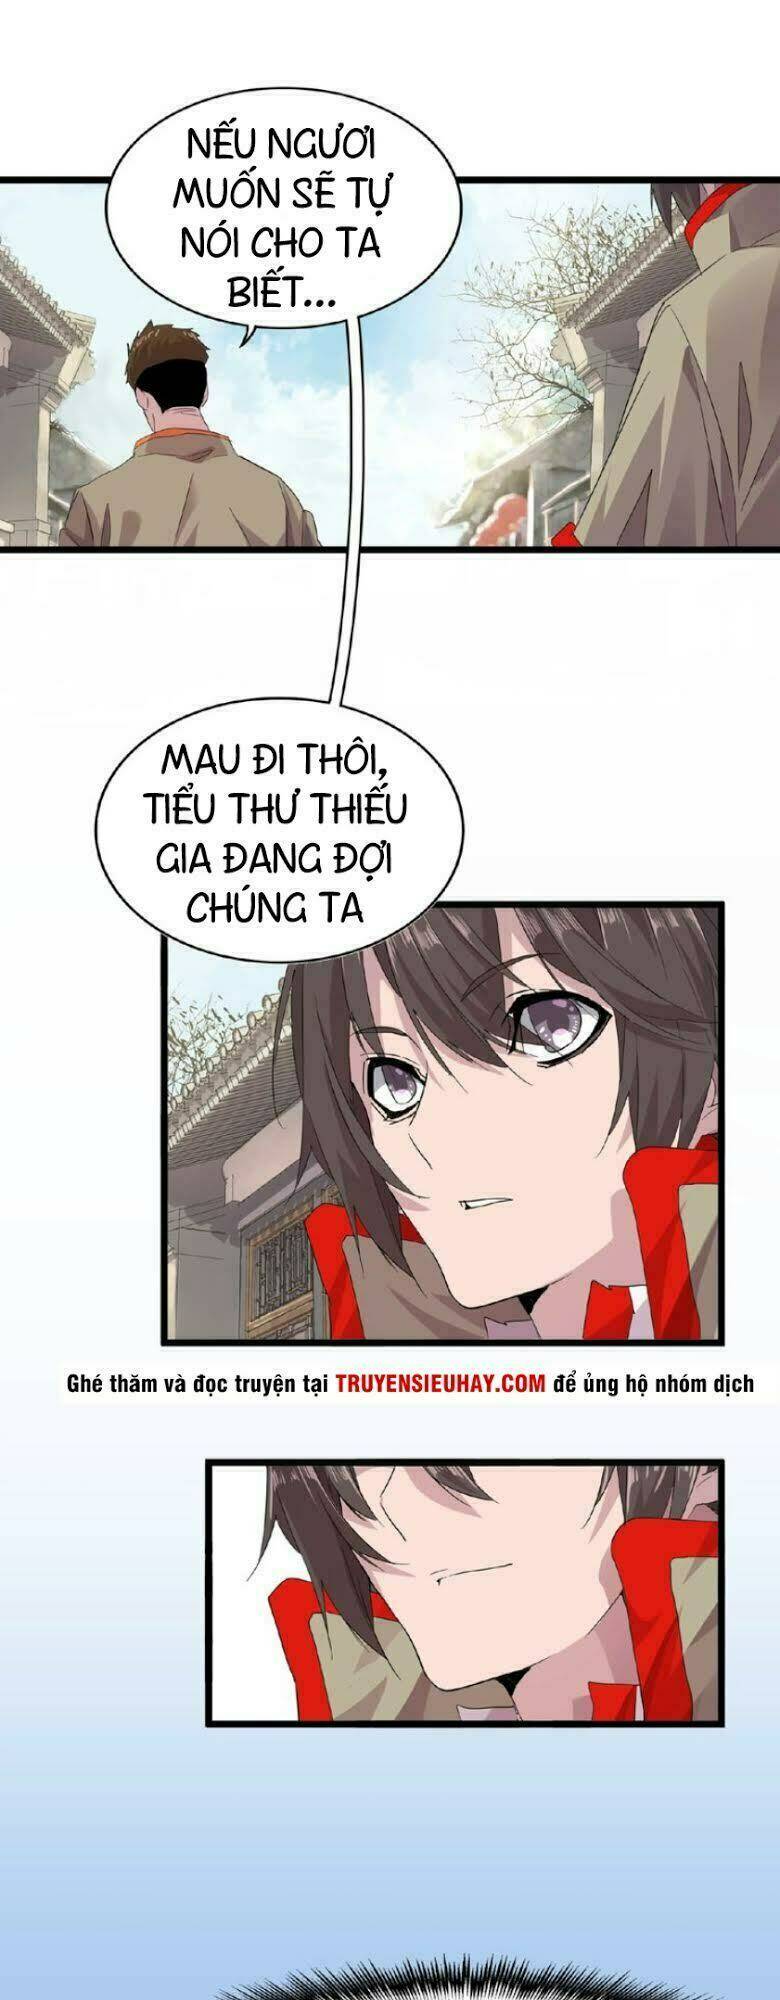 NẾU NGƯƠI
MUỐN SẼ TỰ
NÓI CHO TA
BIẾT...
MAU ĐI THÔI,
TIỂU THƯ THIẾU
GIA ĐANG ĐỢI
CHÚNG TA
Ghé thăm và đọc truyện tại TRUYENSIEUHAY.COM để ủng hộ nhóm dịch